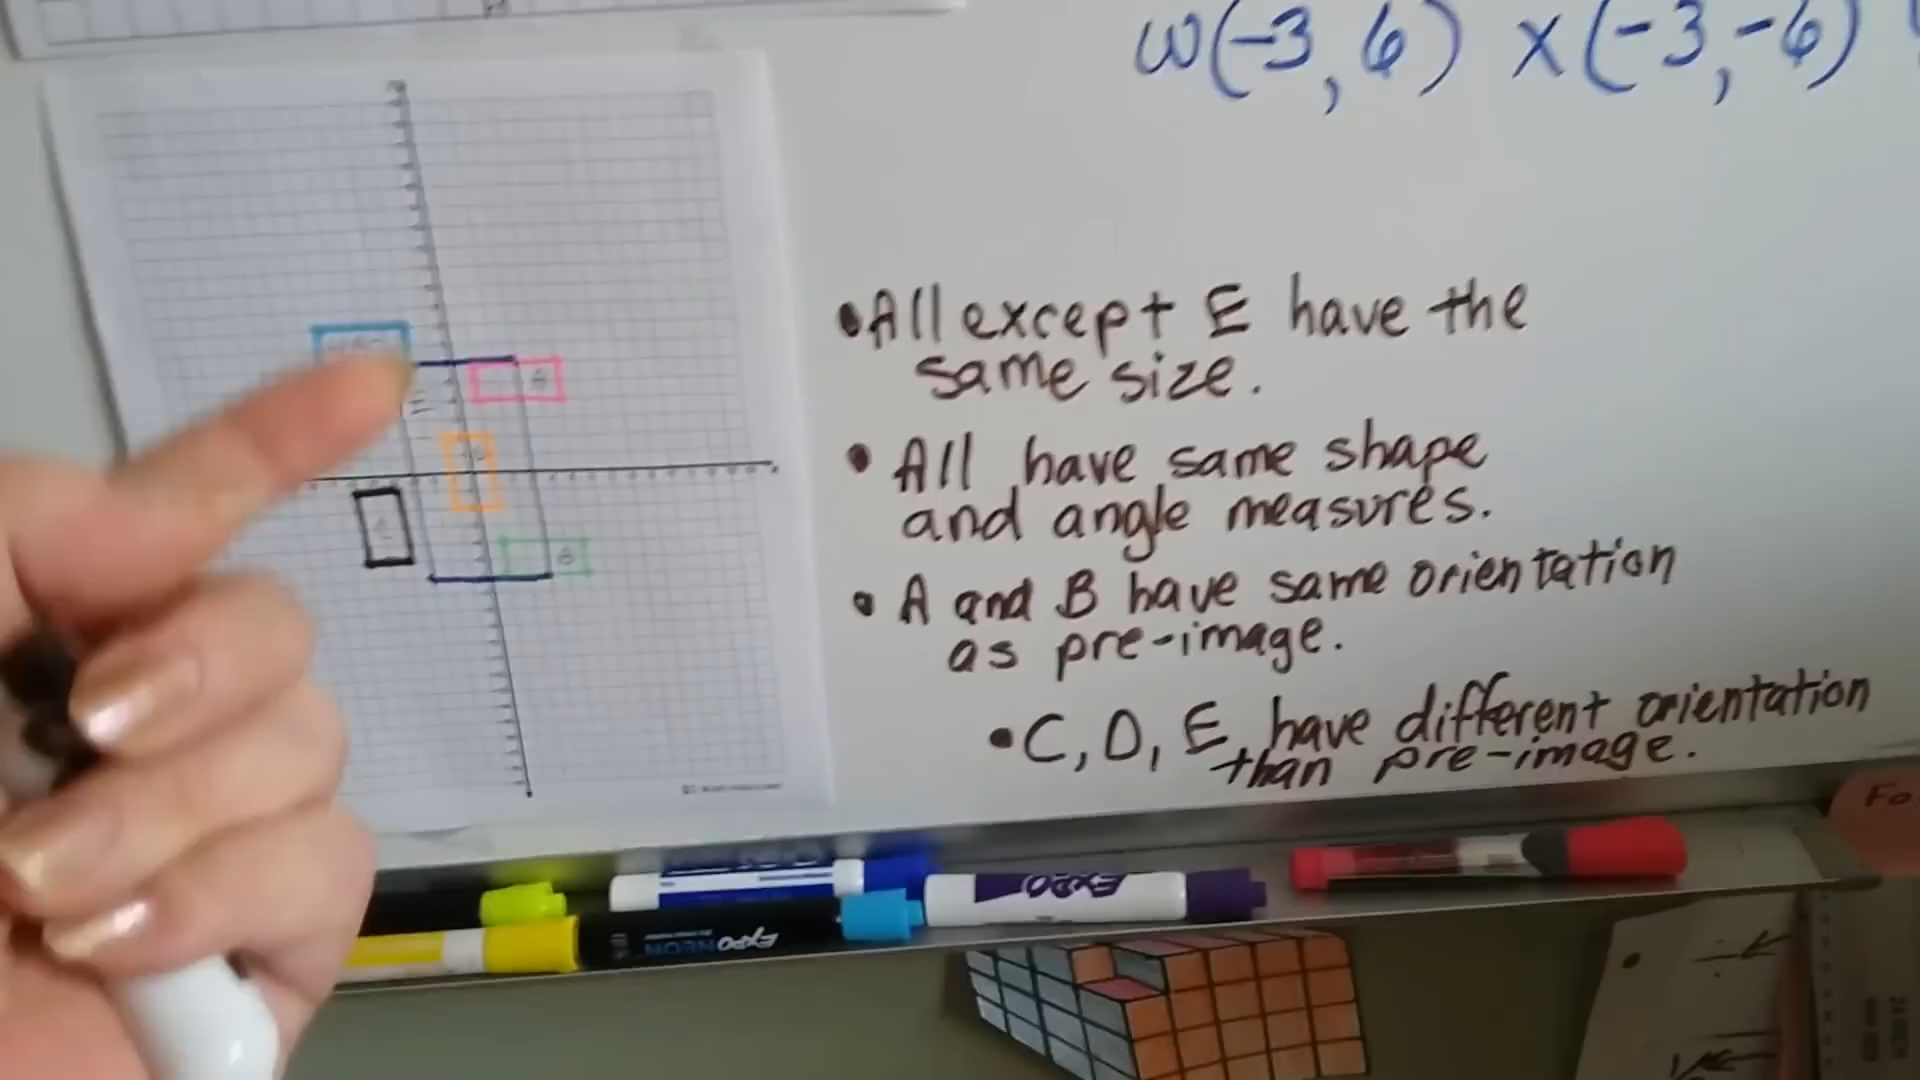 W(-3, 6) X(-3,-6)
•All except E have the
same size.
• All have same shape
and angle measures.
• A and B have same orientation
as pre-image.
•C, D, E have different orientation
than pre-image.
A
E
D
C
B
Fo
EXPO
EXPO NEON